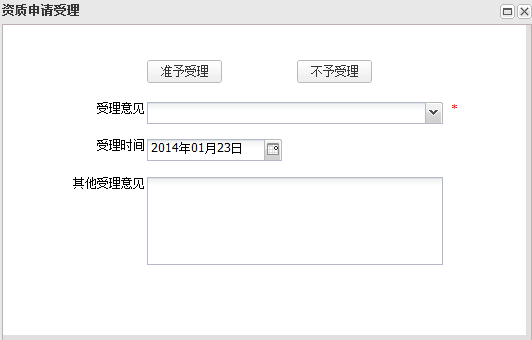 资质申请受理
准予受理 不予受理
受理意见 *
受理时间 2014年01月23日
其他受理意见